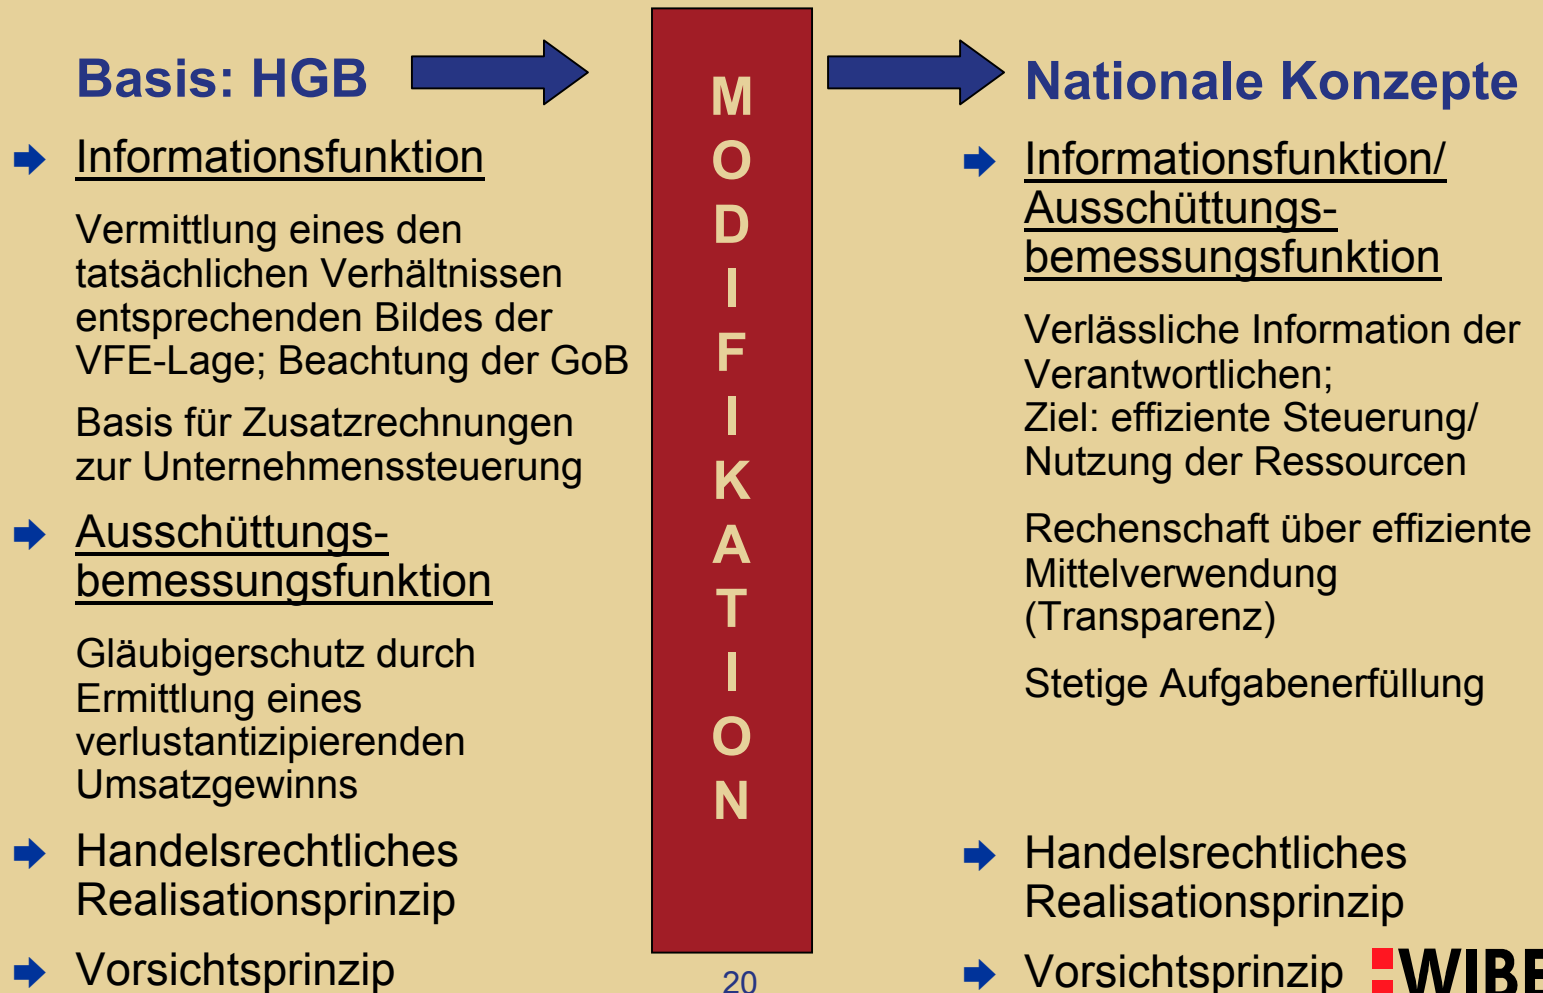 Basis: HGB
Informationsfunktion
Vermittlung eines den
tatsächlichen Verhältnissen
entsprechenden Bildes der
VFE-Lage; Beachtung der GoB
Basis für Zusatzrechnungen
zur Unternehmenssteuerung
Ausschüttungs-
bemessungsfunktion
Gläubigerschutz durch
Ermittlung eines
verlustantizipierenden
Umsatzgewinns
Handelsrechtliches
Realisationsprinzip
Vorsichtsprinzip
M
O
D
I
F
I
K
A
T
I
O
N
20
Nationale Konzepte
Informationsfunktion/
Ausschüttungs-
bemessungsfunktion
Verlässliche Information der
Verantwortlichen;
Ziel: effiziente Steuerung/
Nutzung der Ressourcen
Rechenschaft über effiziente
Mittelverwendung
(Transparenz)
Stetige Aufgabenerfüllung
Handelsrechtliches
Realisationsprinzip
Vorsichtsprinzip